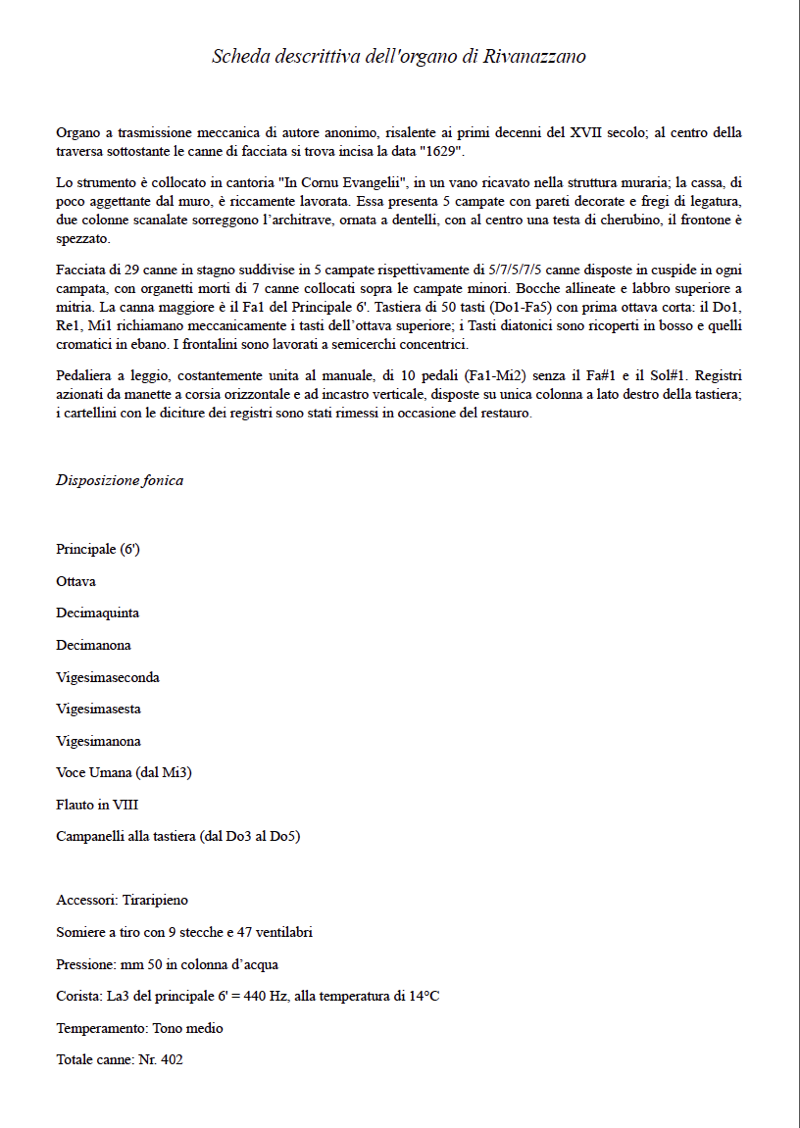 Scheda descrittiva dell'organo di Rivanazzano
Organo a trasmissione meccanica di autore anonimo, risalente ai primi decenni del XVII secolo; al centro della
traversa sottostante le canne di facciata si trova incisa la data "1629".
Lo strumento è collocato in cantoria "In Cornu Evangelii", in un vano ricavato nella struttura muraria; la cassa, di
poco aggettante dal muro, è riccamente lavorata. Essa presenta 5 campate con pareti decorate e fregi di legatura,
due colonne scanalate sorreggono l’architrave, ornata a dentelli, con al centro una testa di cherubino, il frontone è
spezzato.
Facciata di 29 canne in stagno suddivise in 5 campate rispettivamente di 5/7/5/7/5 canne disposte in cuspide in ogni
campata, con organetti morti di 7 canne collocati sopra le campate minori. Bocche allineate e labbro superiore a
mitria. La canna maggiore è il Fa1 del Principale 6'. Tastiera di 50 tasti (Do1-Fa5) con prima ottava corta: il Do1,
Re1, Mi1 richiamano meccanicamente i tasti dell’ottava superiore; i Tasti diatonici sono ricoperti in bosso e quelli
cromatici in ebano. I frontalini sono lavorati a semicerchi concentrici.
Pedaliera a leggio, costantemente unita al manuale, di 10 pedali (Fa1-Mi2) senza il Fa#1 e il Sol#1. Registri
azionati da manette a corsia orizzontale e ad incastro verticale, disposte su unica colonna a lato destro della tastiera;
i cartellini con le diciture dei registri sono stati rimessi in occasione del restauro.
Disposizione fonica
Principale (6')
Ottava
Decimaquinta
Decimanona
Vigesimaseconda
Vigesimasesta
Vigesimanona
Voce Umana (dal Mi3)
Flauto in VIII
Campanelli alla tastiera (dal Do3 al Do5)
Accessori: Tiraripieno
Somiere a tiro con 9 stecche e 47 ventilabri
Pressione: mm 50 in colonna d’acqua
Corista: La3 del principale 6' = 440 Hz, alla temperatura di 14°C
Temperamento: Tono medio
Totale canne: Nr. 402